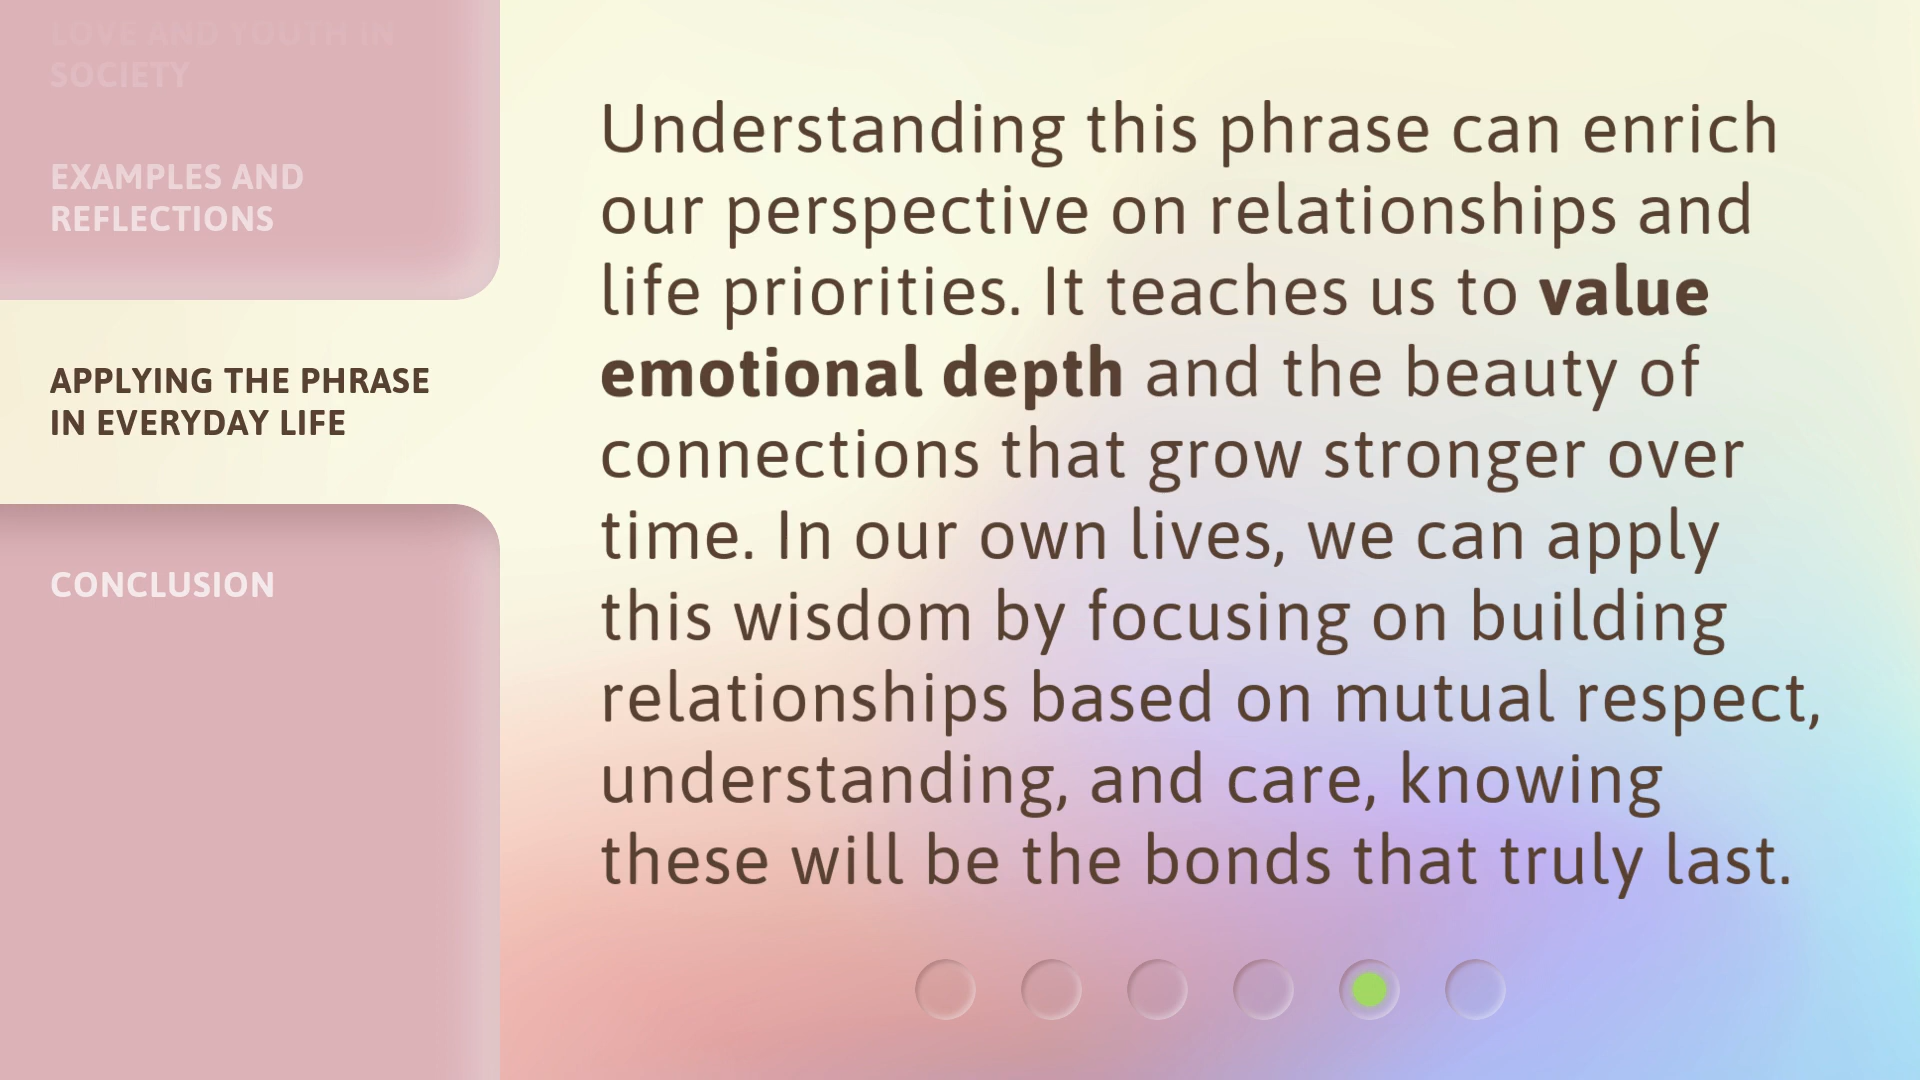 LOVE AND YOUTH IN
SOCIETY
EXAMPLES AND
REFLECTIONS
APPLYING THE PHRASE
IN EVERYDAY LIFE
CONCLUSION
Understanding this phrase can enrich
our perspective on relationships and
life priorities. It teaches us to value
emotional depth and the beauty of
connections that grow stronger over
time. In our own lives, we can apply
this wisdom by focusing on building
relationships based on mutual respect,
understanding, and care, knowing
these will be the bonds that truly last.